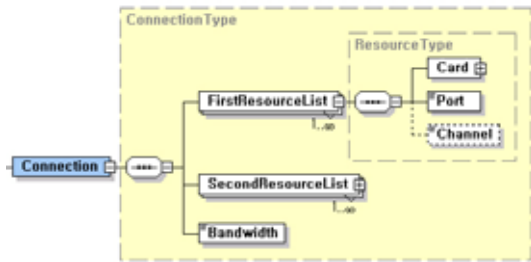 ConnectionType
ResourceType
Card
FirstResourceList
Port
1..∞
Channel
Connection
SecondResourceList
1..∞
Bandwidth